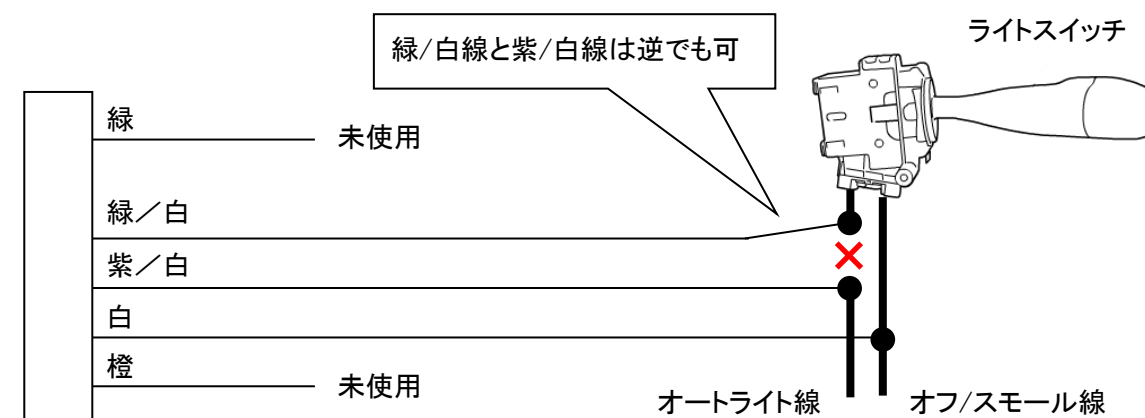 ライトスイッチ
緑/白線と紫/白線は逆でも可
緑
未使用
緑／白
紫／白
白
橙
未使用
オートライト線
オフ/スモール線